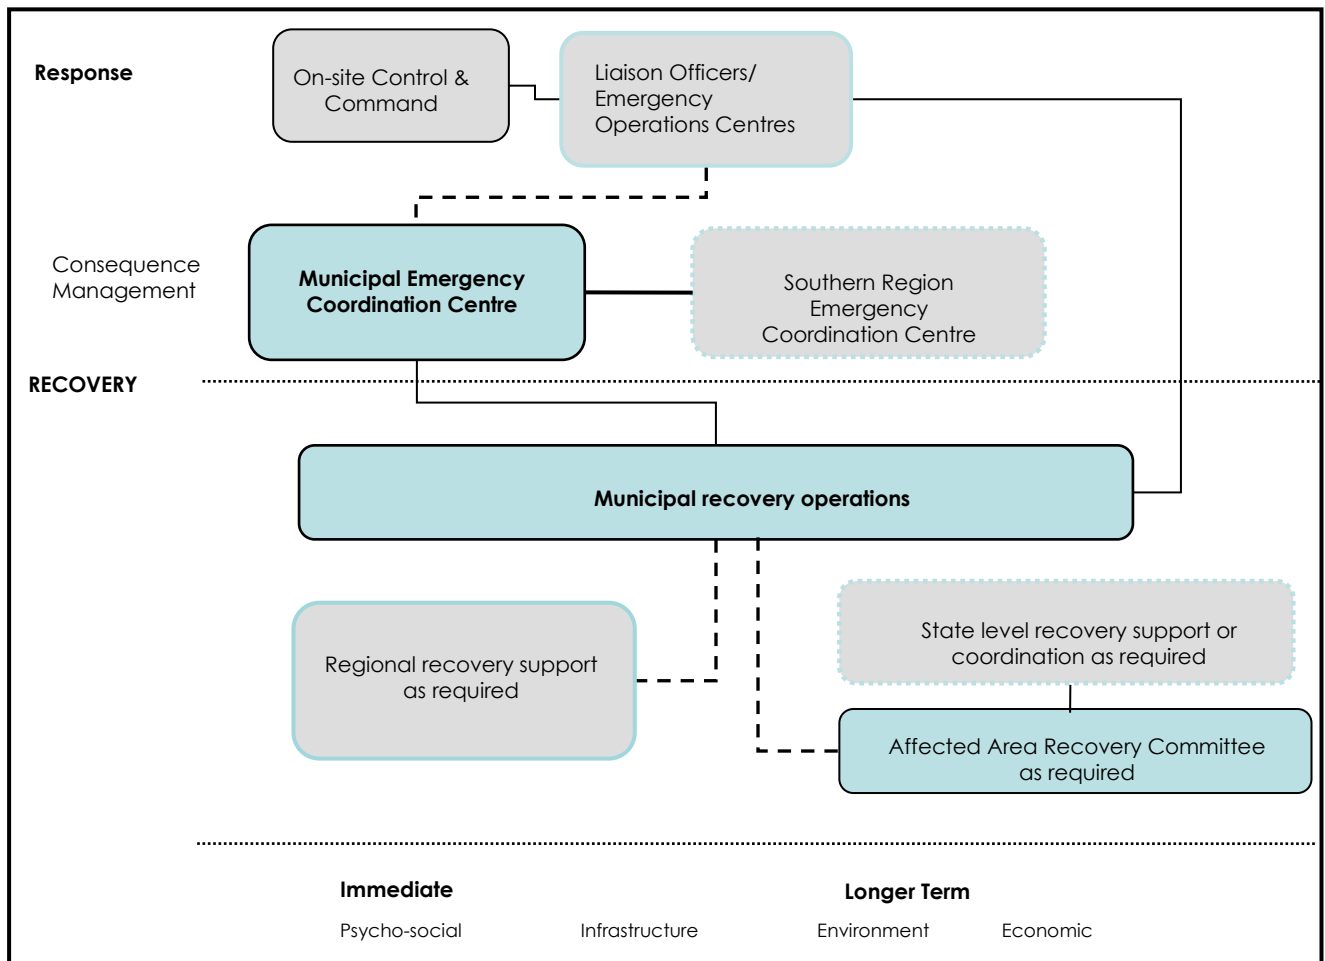 Response
On-site Control &
Command
Liaison Officers/
Emergency
Operations Centres
Consequence
Management
Municipal Emergency
Coordination Centre
Southern Region
Emergency
Coordination Centre
RECOVERY
Municipal recovery operations
Regional recovery support
as required
State level recovery support or
coordination as required
Affected Area Recovery Committee
as required
Immediate
Longer Term
Psycho-social
Infrastructure
Environment
Economic